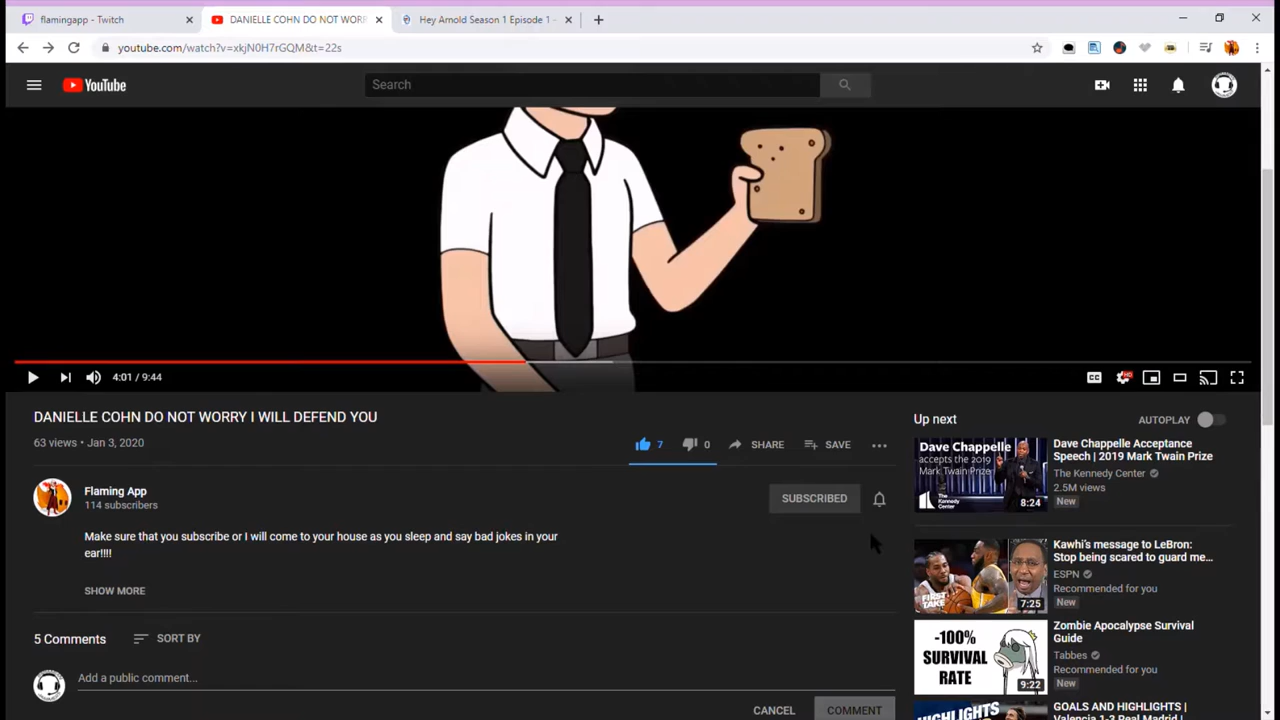 flamingapp - Twitch
DANIELLE COHN DO NOT WORR
Hey Arnold Season 1 Episode 1 -
youtube.com/watch?v=xkjN0H7rGQM&t=22s
YouTube
Search
4:01 / 9:44
CC
HD
DANIELLE COHN DO NOT WORRY I WILL DEFEND YOU
63 views • Jan 3, 2020
7
0
SHARE
SAVE
Flaming App
114 subscribers
SUBSCRIBED
Make sure that you subscribe or I will come to your house as you sleep and say bad jokes in your
ear!!!!
SHOW MORE
5 Comments
SORT BY
Add a public comment...
CANCEL
COMMENT
Up next
AUTOPLAY
Dave Chappelle
accepts the 2019
Mark Twain Prize
The
Kennedy
Center
8:24
Dave Chappelle Acceptance
Speech | 2019 Mark Twain Prize
The Kennedy Center
2.5M views
New
FIRST
TAKE
7:25
Kawhi's message to LeBron:
Stop being scared to guard me...
ESPN
Recommended for you
New
-100%
SURVIVAL
RATE
9:22
Zombie Apocalypse Survival
Guide
Tabbes
Recommended for you
New
HIGHLIGHTS
GOALS AND HIGHLIGHTS |
Valencia 1-3 Real Madrid |